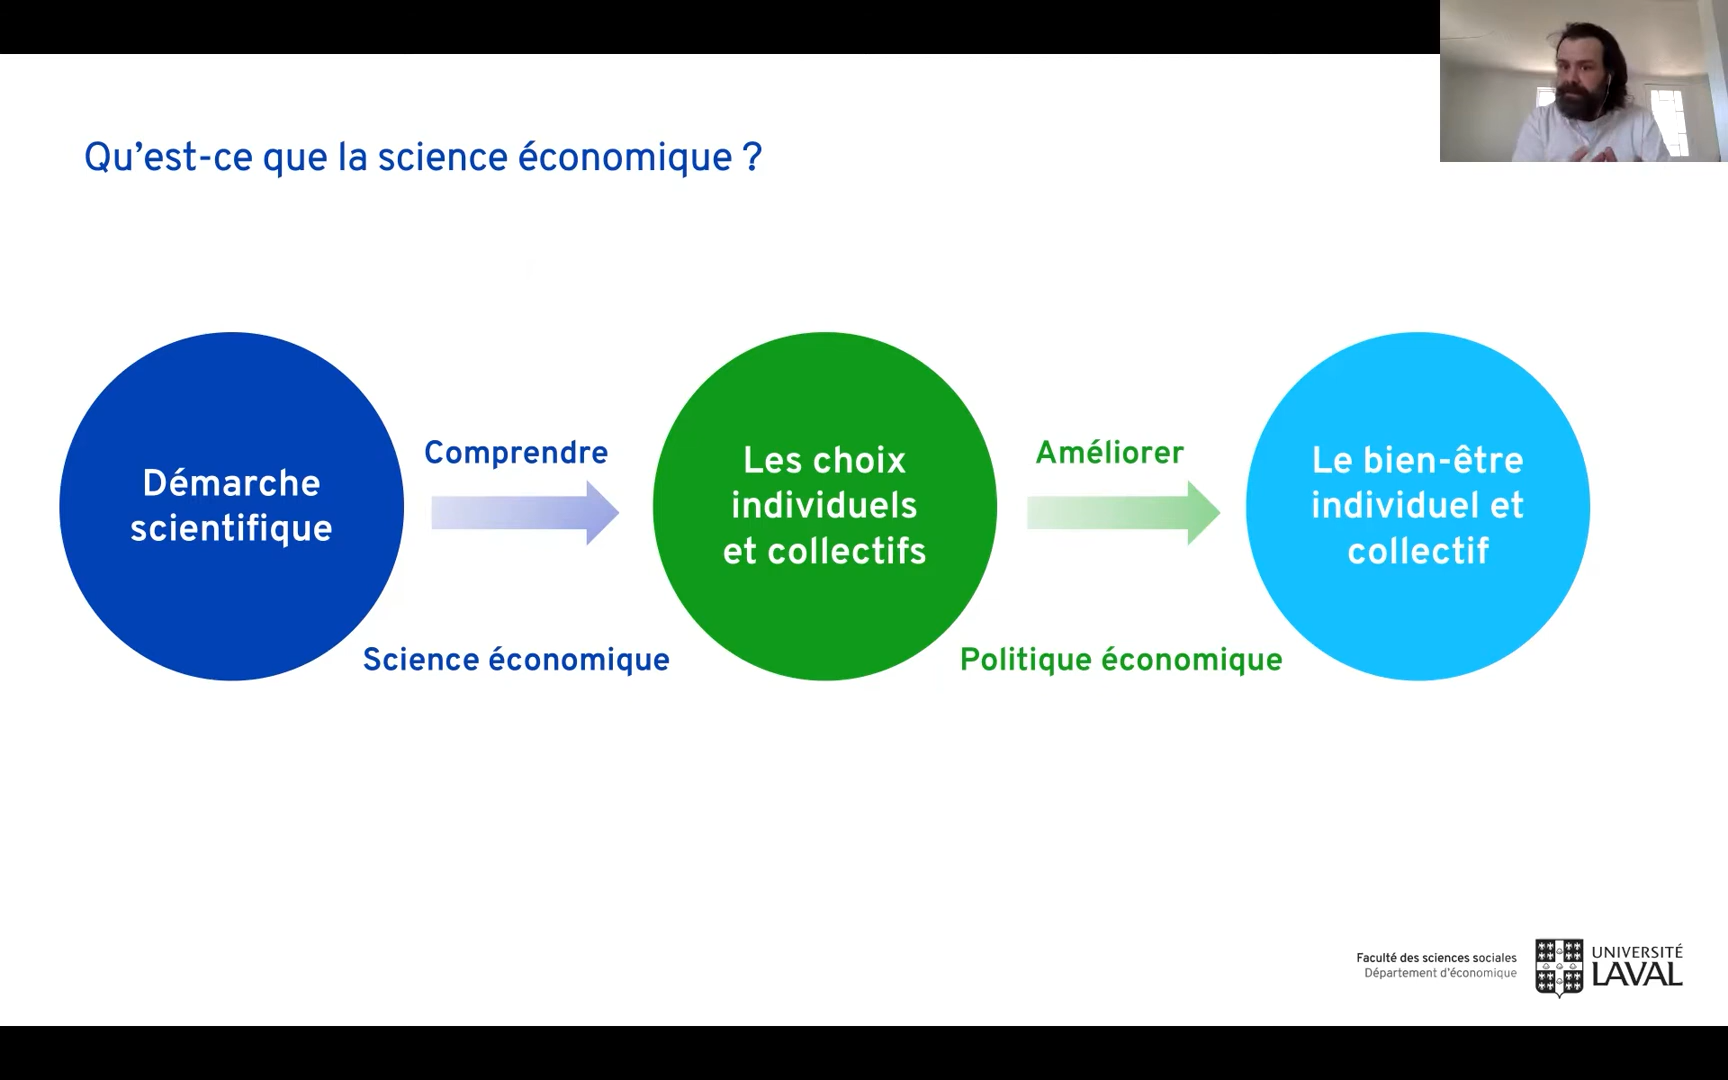 Qu’est-ce que la science économique ?
Démarche
scientifique
Comprendre
Science économique
Les choix
individuels
et collectifs
Améliorer
Politique économique
Le bien-être
individuel et
collectif
Faculté des sciences sociales
Département d’économique
UNIVERSITÉ
LAVAL